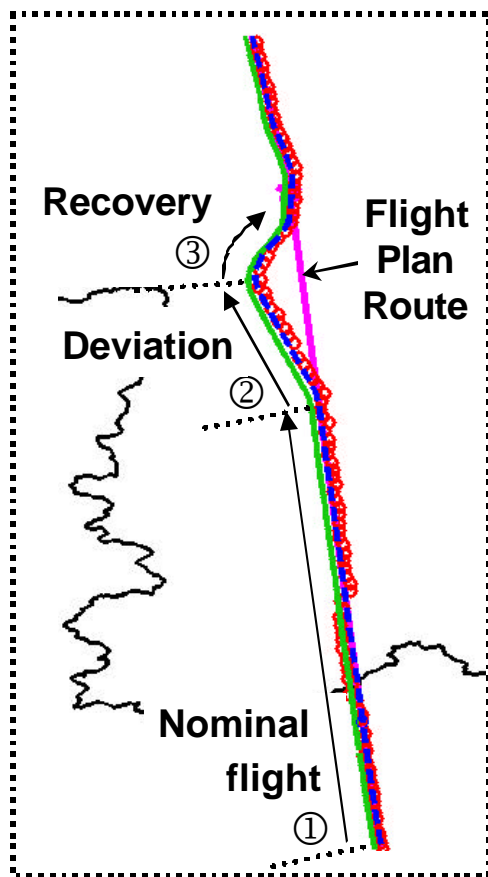 Recovery
③
Flight
Plan
Route
Deviation
②
Nominal
flight
①